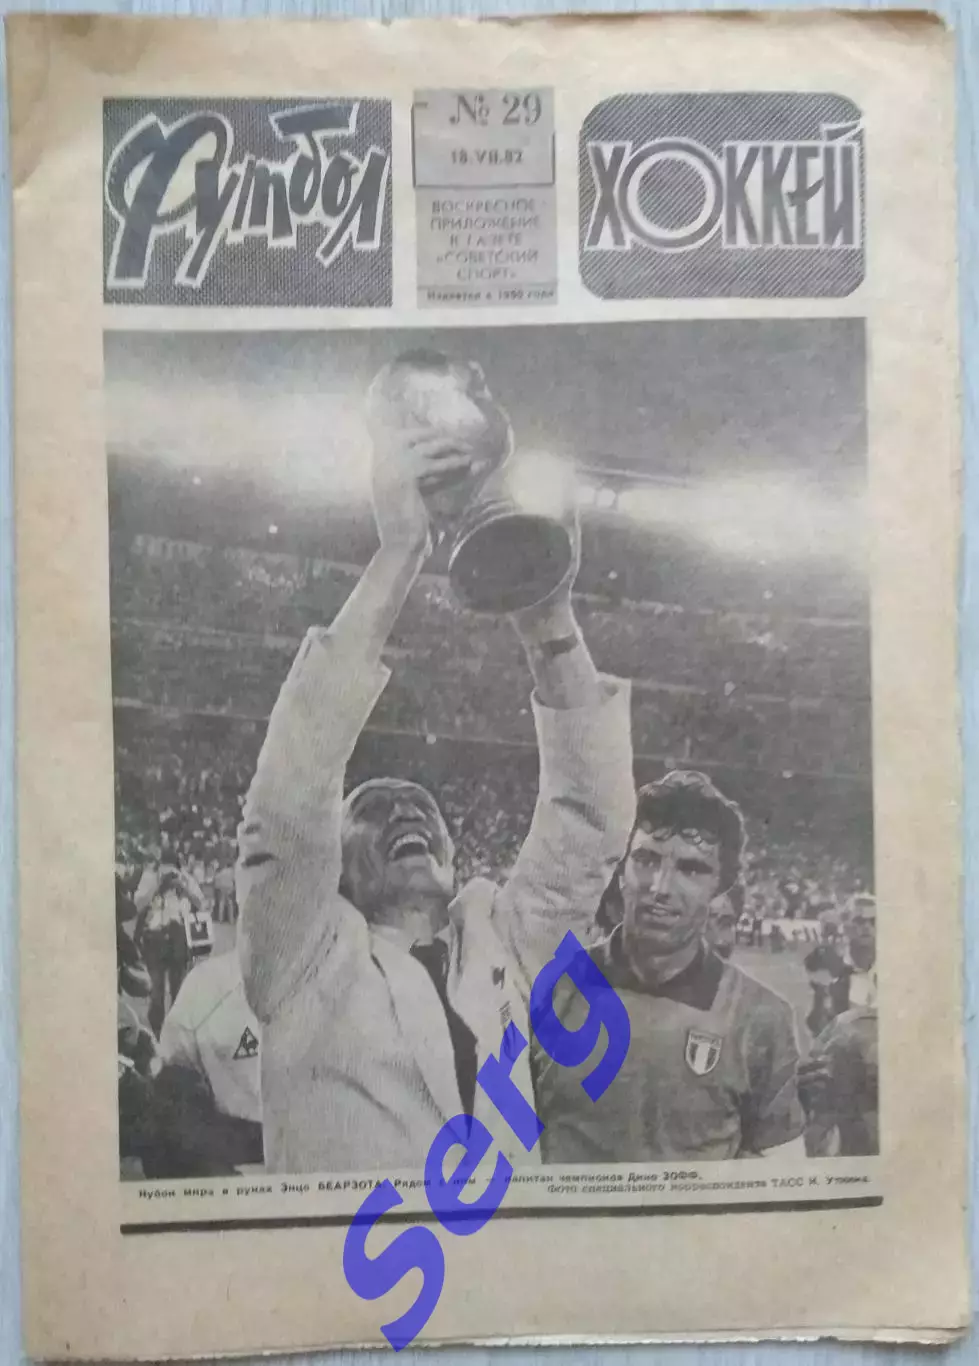 Футбол
№ 29
18·VII·82
ВОСКРЕСНОЕ
ПРИЛОЖЕНИЕ
К ГАЗЕТЕ
«СОВЕТСКИЙ
СПОРТ»
Издается с 1960 года
ХОККЕЙ
Кубок мира в руках Энцо БЕАРЗОТА. Рядом с ним — капитан чемпионов Дино ЗОФФ.
Фото специального корреспондента ТАСС И. Уткина.
Serg